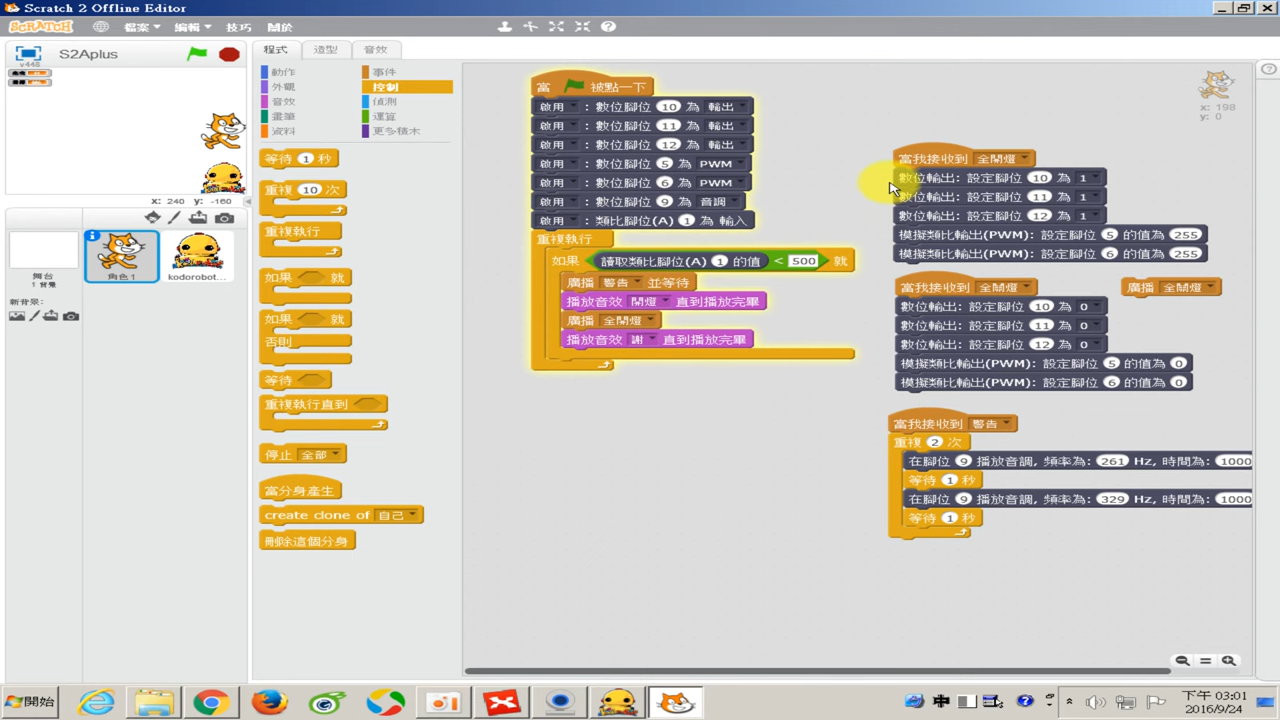 Scratch 2 Offline Editor
SCRATCH 檔案 編輯 技巧 關於
S2Aplus
v448
x: 240 y: -160
舞台
1 背景
角色1
kodorobot...
新背景:
程式 造型 音效
動作 事件
外觀 控制
音效 偵測
畫筆 運算
資料 更多積木
等待 1 秒
重複 10 次
重複執行
如果 就
如果 就
否則
等待
重複執行直到
停止 全部
當分身產生
create clone of 自己
刪除這個分身
當 被點一下
啟用 : 數位腳位 10 為 輸出
啟用 : 數位腳位 11 為 輸出
啟用 : 數位腳位 12 為 輸出
啟用 : 數位腳位 5 為 PWM
啟用 : 數位腳位 6 為 PWM
啟用 : 數位腳位 9 為 音調
啟用 : 類比腳位(A) 1 為 輸入
重複執行
如果 讀取類比腳位(A) 1 的值 < 500 就
廣播 警告 並等待
播放音效 開燈 直到播放完畢
廣播 全開燈
播放音效 謝 直到播放完畢
x: 198
y: 0
當我接收到 全開燈
數位輸出: 設定腳位 10 為 1
數位輸出: 設定腳位 11 為 1
數位輸出: 設定腳位 12 為 1
模擬類比輸出(PWM): 設定腳位 5 的值為 255
模擬類比輸出(PWM): 設定腳位 6 的值為 255
當我接收到 全關燈
廣播 全關燈
數位輸出: 設定腳位 10 為 0
數位輸出: 設定腳位 11 為 0
數位輸出: 設定腳位 12 為 0
模擬類比輸出(PWM): 設定腳位 5 的值為 0
模擬類比輸出(PWM): 設定腳位 6 的值為 0
當我接收到 警告
重複 2 次
在腳位 9 播放音調, 頻率為: 261 Hz, 時間為: 1000
等待 1 秒
在腳位 9 播放音調, 頻率為: 329 Hz, 時間為: 1000
等待 1 秒
開始
下午 03:01
2016/9/24